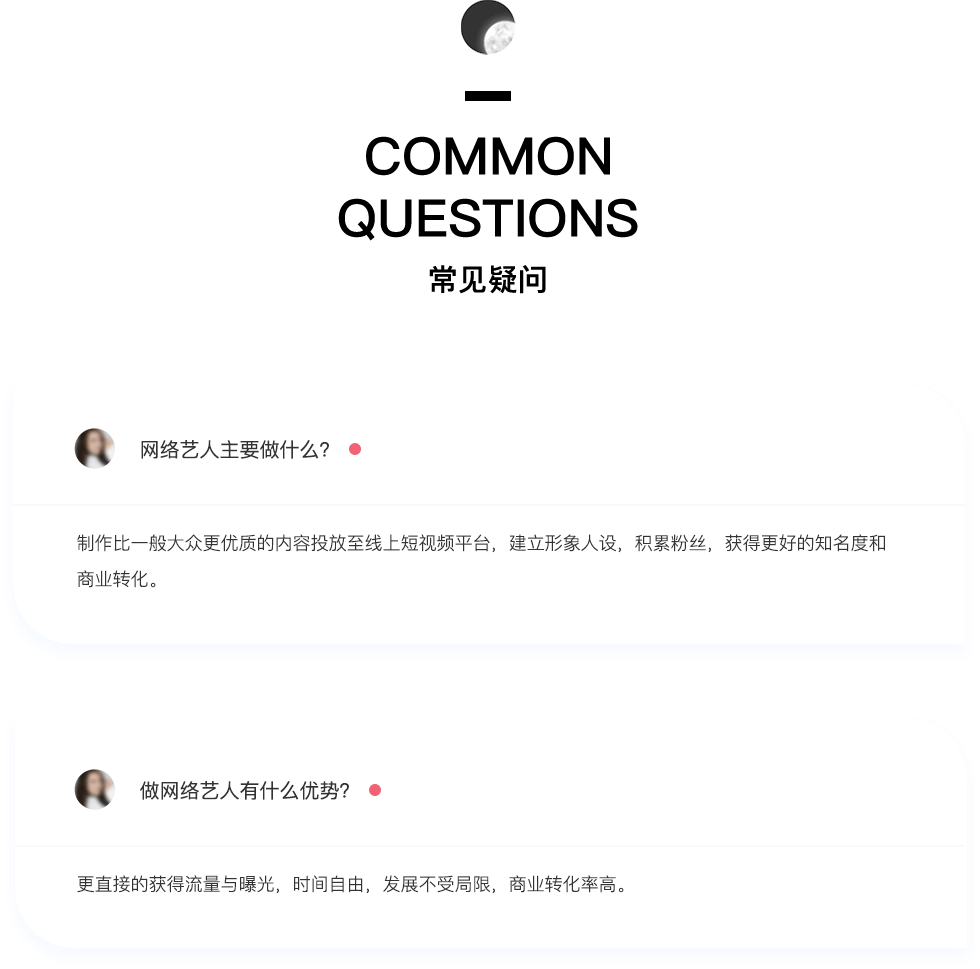 COMMON
QUESTIONS
常见疑问
网络艺人主要做什么?
制作比一般大众更优质的内容投放至线上短视频平台，建立形象人设，积累粉丝，获得更好的知名度和
商业转化。
做网络艺人有什么优势?
更直接的获得流量与曝光，时间自由，发展不受局限，商业转化率高。